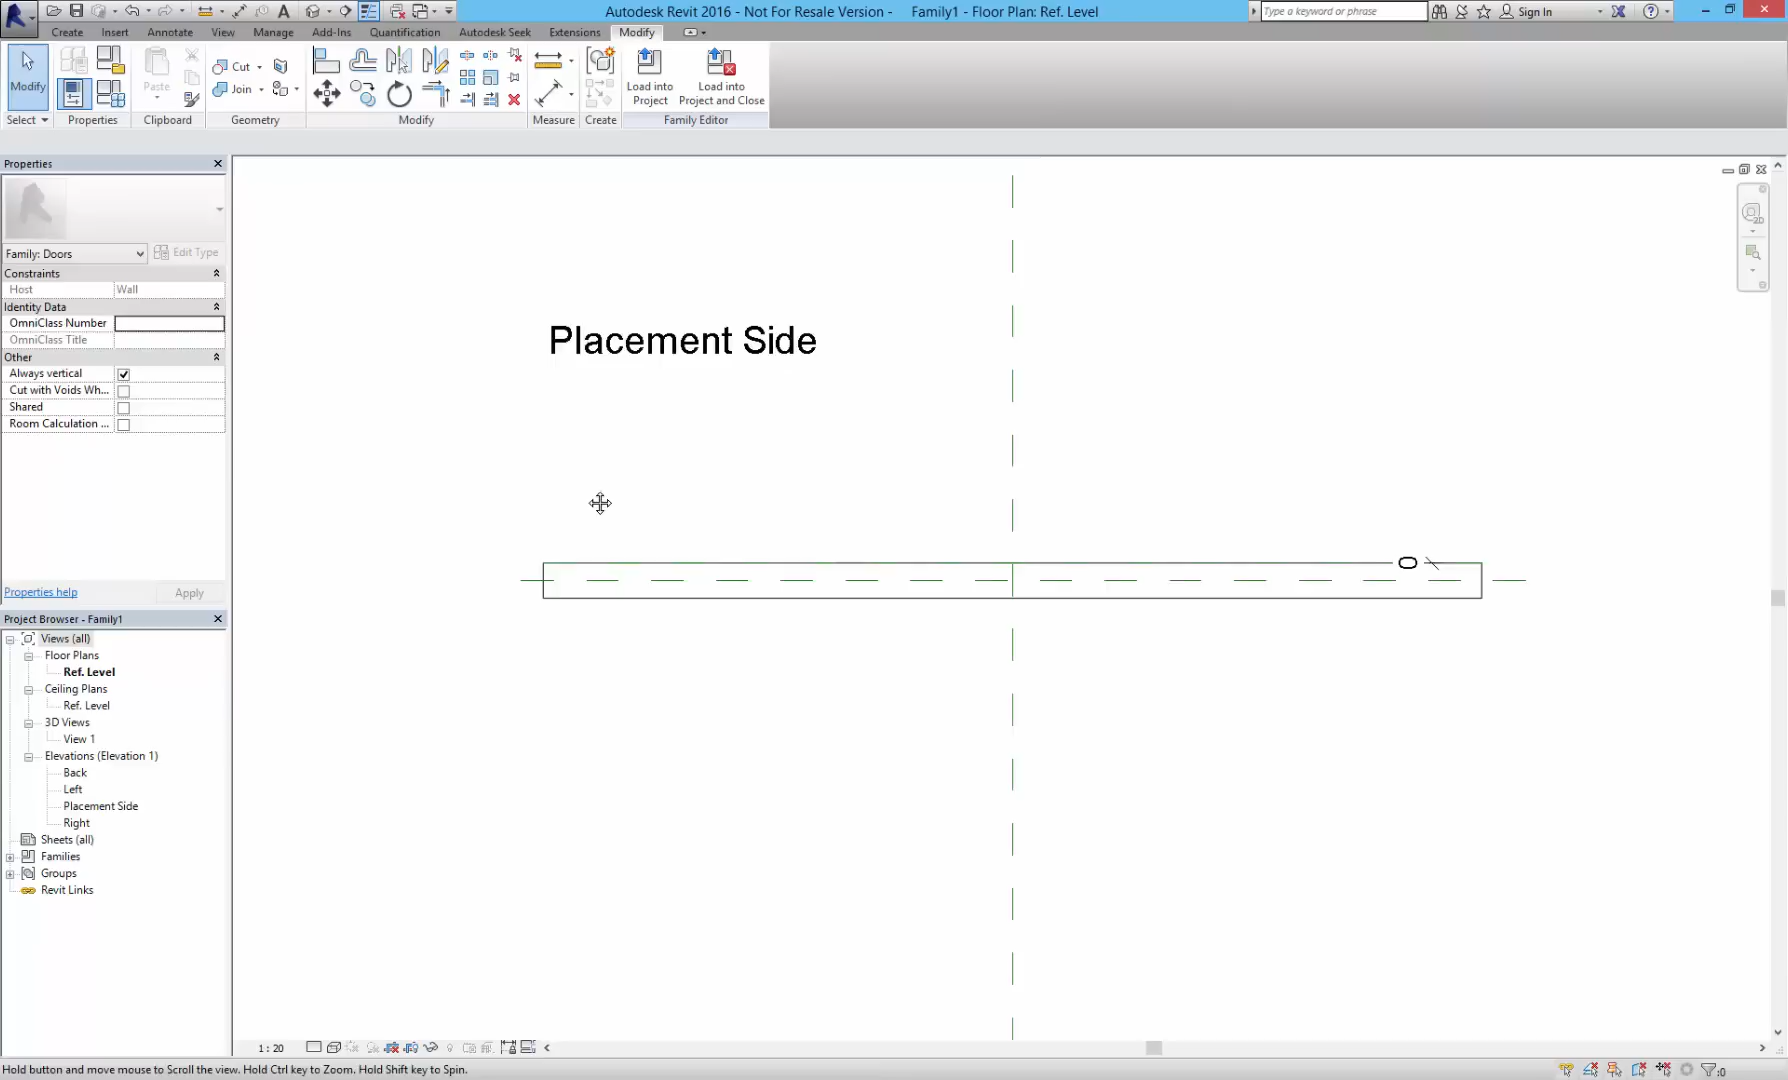 Autodesk Revit 2016 - Not For Resale Version - Family1 - Floor Plan: Ref. Level
Type a keyword or phrase
Sign In
Create Insert Annotate View Manage Add-Ins Quantification Autodesk Seek Extensions Modify
Modify
Paste
Cut
Join
Load into Project
Load into Project and Close
Select Properties Clipboard Geometry Modify Measure Create Family Editor
Properties
Family: Doors
Edit Type
Constraints
Host Wall
Identity Data
OmniClass Number
OmniClass Title
Other
Always vertical
Cut with Voids Wh...
Shared
Room Calculation ...
Properties help
Apply
Project Browser - Family1
Views (all)
Floor Plans
Ref. Level
Ceiling Plans
Ref. Level
3D Views
View 1
Elevations (Elevation 1)
Back
Left
Placement Side
Right
Sheets (all)
Families
Groups
Revit Links
Placement Side
2D
1 : 20
Hold button and move mouse to Scroll the view. Hold Ctrl key to Zoom. Hold Shift key to Spin.
:0